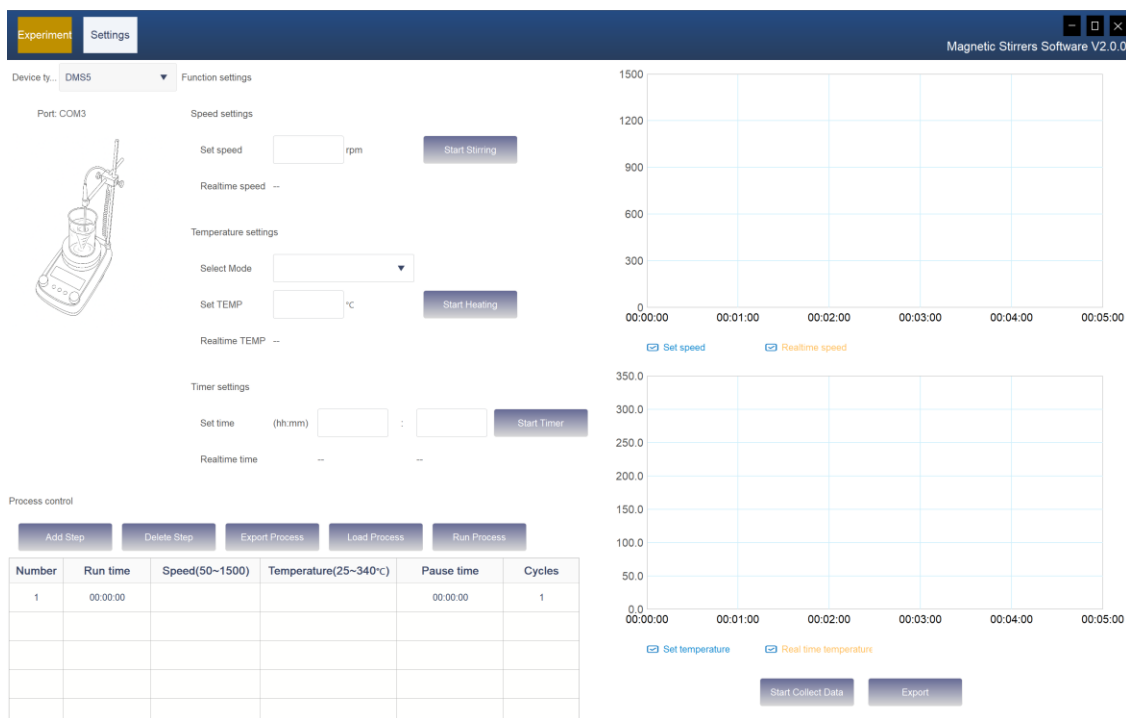 Experiment
Settings
Magnetic Stirrers Software V2.0.0
Device ty... DMS5
Function settings
Port: COM3
Speed settings
Set speed rpm Start Stirring
Realtime speed --
Temperature settings
Select Mode
Set TEMP °C Start Heating
Realtime TEMP --
Timer settings
Set time (hh:mm) : Start Timer
Realtime time -- --
Process control
Add Step Delete Step Export Process Load Process Run Process
Number Run time Speed(50~1500) Temperature(25~340°C) Pause time Cycles
1 00:00:00 00:00:00 1
1500
1200
900
600
300
0
00:00:00 00:01:00 00:02:00 00:03:00 00:04:00 00:05:00
Set speed Realtime speed
350.0
300.0
250.0
200.0
150.0
100.0
50.0
0.0
00:00:00 00:01:00 00:02:00 00:03:00 00:04:00 00:05:00
Set temperature Real time temperature
Start Collect Data Export